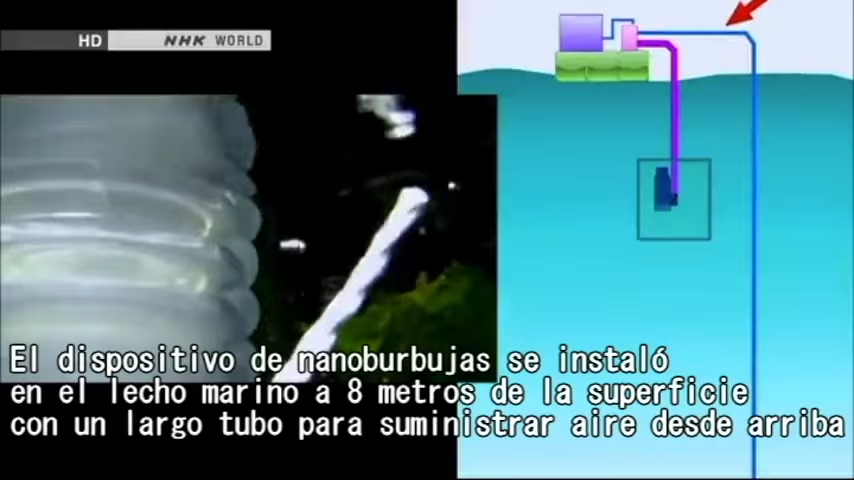 HD NHK WORLD
El dispositivo de nanoburbujas se instaló
en el lecho marino a 8 metros de la superficie
con un largo tubo para suministrar aire desde arriba